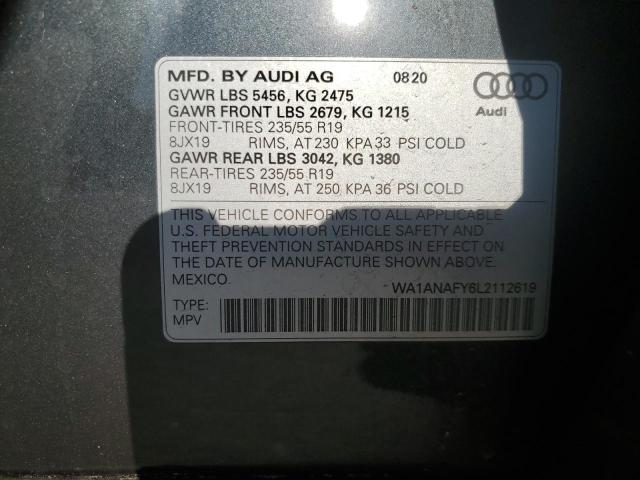 MFD. BY AUDI AG 0820
GVWR LBS 5456, KG 2475
GAWR FRONT LBS 2679, KG 1215
FRONT-TIRES 235/55 R19
8JX19 RIMS, AT 230 KPA 33 PSI COLD
GAWR REAR LBS 3042, KG 1380
REAR-TIRES 235/55 R19
8JX19 RIMS, AT 250 KPA 36 PSI COLD
Audi
THIS VEHICLE CONFORMS TO ALL APPLICABLE
U.S. FEDERAL MOTOR VEHICLE SAFETY AND
THEFT PREVENTION STANDARDS IN EFFECT ON
THE DATE OF MANUFACTURE SHOWN ABOVE.
MEXICO.
WA1ANAFY6L2112619
TYPE:
MPV